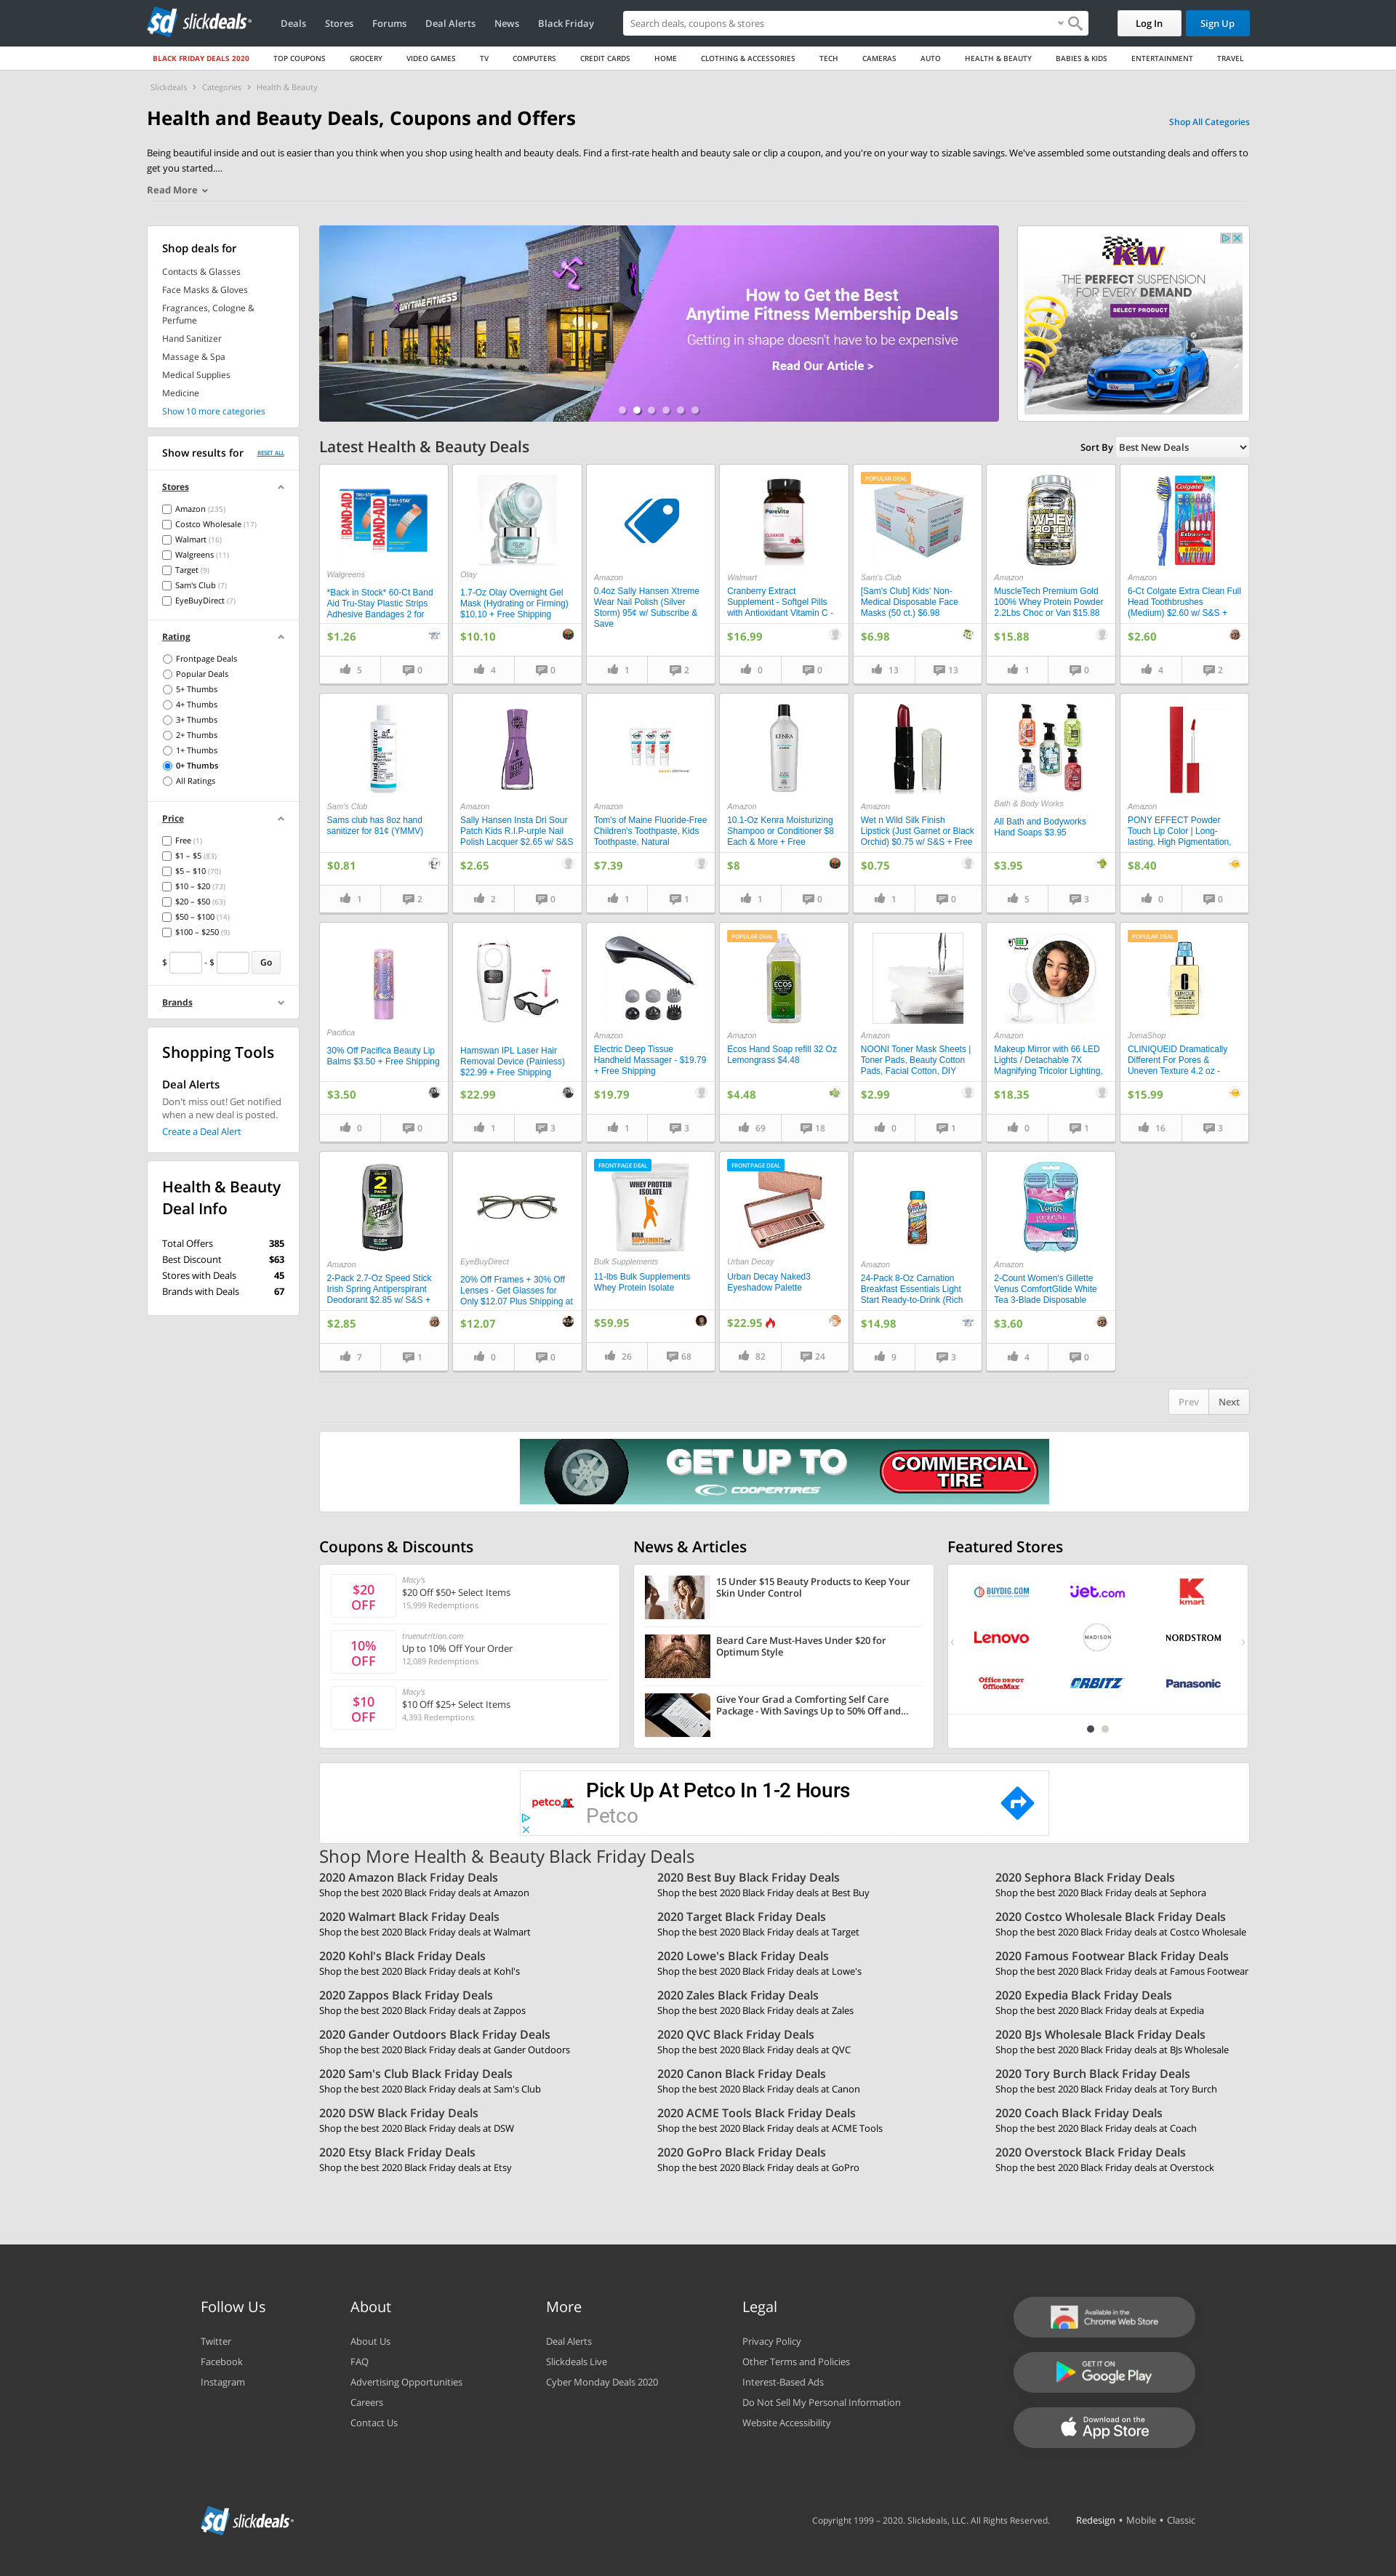 slickdeals
Deals Stores Forums Deal Alerts News Black Friday
Search deals, coupons & stores
Log In Sign Up
BLACK FRIDAY DEALS 2020 TOP COUPONS GROCERY VIDEO GAMES TV COMPUTERS CREDIT CARDS HOME CLOTHING & ACCESSORIES TECH CAMERAS AUTO HEALTH & BEAUTY BABIES & KIDS ENTERTAINMENT TRAVEL
Slickdeals > Categories > Health & Beauty
Health and Beauty Deals, Coupons and Offers
Shop All Categories
Being beautiful inside and out is easier than you think when you shop using health and beauty deals. Find a first-rate health and beauty sale or clip a coupon, and you're on your way to sizable savings. We've assembled some outstanding deals and offers to
get you started....
Read More
Shop deals for
Contacts & Glasses
Face Masks & Gloves
Fragrances, Cologne &
Perfume
Hand Sanitizer
Massage & Spa
Medical Supplies
Medicine
Show 10 more categories
Show results for RESET ALL
Stores
Amazon (235)
Costco Wholesale (17)
Walmart (16)
Walgreens (11)
Target (9)
Sam's Club (7)
EyeBuyDirect (7)
Rating
Frontpage Deals
Popular Deals
5+ Thumbs
4+ Thumbs
3+ Thumbs
2+ Thumbs
1+ Thumbs
0+ Thumbs
All Ratings
Price
Free (1)
$1 – $5 (83)
$5 – $10 (70)
$10 – $20 (73)
$20 – $50 (63)
$50 – $100 (14)
$100 – $250 (9)
$ - $ Go
Brands
Shopping Tools
Deal Alerts
Don't miss out! Get notified
when a new deal is posted.
Create a Deal Alert
Health & Beauty
Deal Info
Total Offers 385
Best Discount $63
Stores with Deals 45
Brands with Deals 67
ANYTIME FITNESS
How to Get the Best
Anytime Fitness Membership Deals
Getting in shape doesn't have to be expensive
Read Our Article >
KW
THE PERFECT SUSPENSION
FOR EVERY DEMAND
SELECT PRODUCT
Latest Health & Beauty Deals
Sort By Best New Deals
Walgreens
*Back in Stock* 60-Ct Band
Aid Tru-Stay Plastic Strips
Adhesive Bandages 2 for
$1.26
5 0
Olay
1.7-Oz Olay Overnight Gel
Mask (Hydrating or Firming)
$10.10 + Free Shipping
$10.10
4 0
Amazon
0.4oz Sally Hansen Xtreme
Wear Nail Polish (Silver
Storm) 95¢ w/ Subscribe &
Save
1 2
Walmart
Cranberry Extract
Supplement - Softgel Pills
with Antioxidant Vitamin C -
$16.99
0 0
POPULAR DEAL
Sam's Club
[Sam's Club] Kids' Non-
Medical Disposable Face
Masks (50 ct.) $6.98
$6.98
13 13
Amazon
MuscleTech Premium Gold
100% Whey Protein Powder
2.2Lbs Choc or Van $15.88
$15.88
1 0
Amazon
6-Ct Colgate Extra Clean Full
Head Toothbrushes
(Medium) $2.60 w/ S&S +
$2.60
4 2
Sam's Club
Sams club has 8oz hand
sanitizer for 81¢ (YMMV)
$0.81
1 2
Amazon
Sally Hansen Insta Dri Sour
Patch Kids R.I.P-urple Nail
Polish Lacquer $2.65 w/ S&S
$2.65
2 0
Amazon
Tom's of Maine Fluoride-Free
Children's Toothpaste, Kids
Toothpaste, Natural
$7.39
1 1
KENRA
Amazon
10.1-Oz Kenra Moisturizing
Shampoo or Conditioner $8
Each & More + Free
$8
1 0
Amazon
Wet n Wild Silk Finish
Lipstick (Just Garnet or Black
Orchid) $0.75 w/ S&S + Free
$0.75
1 0
Bath & Body Works
All Bath and Bodyworks
Hand Soaps $3.95
$3.95
5 3
Amazon
PONY EFFECT Powder
Touch Lip Color | Long-
lasting, High Pigmentation,
$8.40
0 0
Pacifica
30% Off Pacifica Beauty Lip
Balms $3.50 + Free Shipping
$3.50
0 0
Hamswan IPL Laser Hair
Removal Device (Painless)
$22.99 + Free Shipping
$22.99
1 3
Amazon
Electric Deep Tissue
Handheld Massager - $19.79
+ Free Shipping
$19.79
1 3
POPULAR DEAL
ECOS
Amazon
Ecos Hand Soap refill 32 Oz
Lemongrass $4.48
$4.48
69 18
Amazon
NOONI Toner Mask Sheets |
Toner Pads, Beauty Cotton
Pads, Facial Cotton, DIY
$2.99
0 1
Amazon
Makeup Mirror with 66 LED
Lights / Detachable 7X
Magnifying Tricolor Lighting,
$18.35
0 1
POPULAR DEAL
CLINIQUE
JomaShop
CLINIQUEiD Dramatically
Different For Pores &
Uneven Texture 4.2 oz -
$15.99
16 3
2 PACK
SPEED STICK
Amazon
2-Pack 2.7-Oz Speed Stick
Irish Spring Antiperspirant
Deodorant $2.85 w/ S&S +
$2.85
7 1
EyeBuyDirect
20% Off Frames + 30% Off
Lenses - Get Glasses for
Only $12.07 Plus Shipping at
$12.07
0 0
FRONTPAGE DEAL
WHEY PROTEIN
ISOLATE
BULK
SUPPLEMENTS
Bulk Supplements
11-lbs Bulk Supplements
Whey Protein Isolate
$59.95
26 68
FRONTPAGE DEAL
Urban Decay
Urban Decay Naked3
Eyeshadow Palette
$22.95
82 24
Amazon
24-Pack 8-Oz Carnation
Breakfast Essentials Light
Start Ready-to-Drink (Rich
$14.98
9 3
Venus
Amazon
2-Count Women's Gillette
Venus ComfortGlide White
Tea 3-Blade Disposable
$3.60
4 0
Prev Next
GET UP TO
COOPERTIRES
COMMERCIAL
TIRE
Coupons & Discounts
$20
OFF
Macy's
$20 Off $50+ Select Items
15,999 Redemptions
10%
OFF
truenutrition.com
Up to 10% Off Your Order
12,089 Redemptions
$10
OFF
Macy's
$10 Off $25+ Select Items
4,393 Redemptions
News & Articles
15 Under $15 Beauty Products to Keep Your
Skin Under Control
Beard Care Must-Haves Under $20 for
Optimum Style
Give Your Grad a Comforting Self Care
Package - With Savings Up to 50% Off and...
Featured Stores
BUYDIG.COM jet.com kmart
Lenovo MADISON NORDSTROM
Office DEPOT
OfficeMax ORBITZ Panasonic
petco
Pick Up At Petco In 1-2 Hours
Petco
Shop More Health & Beauty Black Friday Deals
2020 Amazon Black Friday Deals 2020 Best Buy Black Friday Deals 2020 Sephora Black Friday Deals
Shop the best 2020 Black Friday deals at Amazon Shop the best 2020 Black Friday deals at Best Buy Shop the best 2020 Black Friday deals at Sephora
2020 Walmart Black Friday Deals 2020 Target Black Friday Deals 2020 Costco Wholesale Black Friday Deals
Shop the best 2020 Black Friday deals at Walmart Shop the best 2020 Black Friday deals at Target Shop the best 2020 Black Friday deals at Costco Wholesale
2020 Kohl's Black Friday Deals 2020 Lowe's Black Friday Deals 2020 Famous Footwear Black Friday Deals
Shop the best 2020 Black Friday deals at Kohl's Shop the best 2020 Black Friday deals at Lowe's Shop the best 2020 Black Friday deals at Famous Footwear
2020 Zappos Black Friday Deals 2020 Zales Black Friday Deals 2020 Expedia Black Friday Deals
Shop the best 2020 Black Friday deals at Zappos Shop the best 2020 Black Friday deals at Zales Shop the best 2020 Black Friday deals at Expedia
2020 Gander Outdoors Black Friday Deals 2020 QVC Black Friday Deals 2020 BJs Wholesale Black Friday Deals
Shop the best 2020 Black Friday deals at Gander Outdoors Shop the best 2020 Black Friday deals at QVC Shop the best 2020 Black Friday deals at BJs Wholesale
2020 Sam's Club Black Friday Deals 2020 Canon Black Friday Deals 2020 Tory Burch Black Friday Deals
Shop the best 2020 Black Friday deals at Sam's Club Shop the best 2020 Black Friday deals at Canon Shop the best 2020 Black Friday deals at Tory Burch
2020 DSW Black Friday Deals 2020 ACME Tools Black Friday Deals 2020 Coach Black Friday Deals
Shop the best 2020 Black Friday deals at DSW Shop the best 2020 Black Friday deals at ACME Tools Shop the best 2020 Black Friday deals at Coach
2020 Etsy Black Friday Deals 2020 GoPro Black Friday Deals 2020 Overstock Black Friday Deals
Shop the best 2020 Black Friday deals at Etsy Shop the best 2020 Black Friday deals at GoPro Shop the best 2020 Black Friday deals at Overstock
Follow Us
Twitter
Facebook
Instagram
About
About Us
FAQ
Advertising Opportunities
Careers
Contact Us
More
Deal Alerts
Slickdeals Live
Cyber Monday Deals 2020
Legal
Privacy Policy
Other Terms and Policies
Interest-Based Ads
Do Not Sell My Personal Information
Website Accessibility
Available in the
Chrome Web Store
GET IT ON
Google Play
Download on the
App Store
slickdeals
Copyright 1999 – 2020. Slickdeals, LLC. All Rights Reserved. Redesign • Mobile • Classic